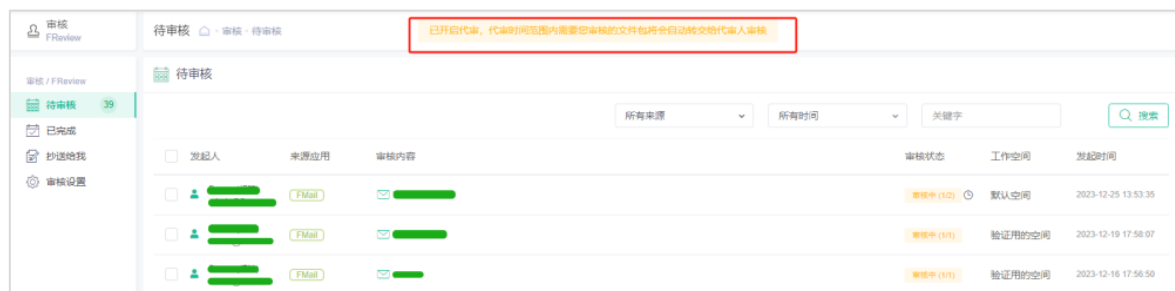 审核
FReview
待审核 审核 - 待审核
已开启代审，代审时间范围内需要您审核的文件包将会自动转交给代审人审核
审核 / FReview
待审核 39
已完成
抄送给我
审核设置
待审核
所有来源 所有时间 关键字 搜索
发起人 来源应用 审核内容 审核状态 工作空间 发起时间
FMail 审核中 (1/2) 默认空间 2023-12-25 13:53:35
FMail 审核中 (1/1) 验证用的空间 2023-12-19 17:58:07
FMail 审核中 (1/1) 验证用的空间 2023-12-16 17:56:50